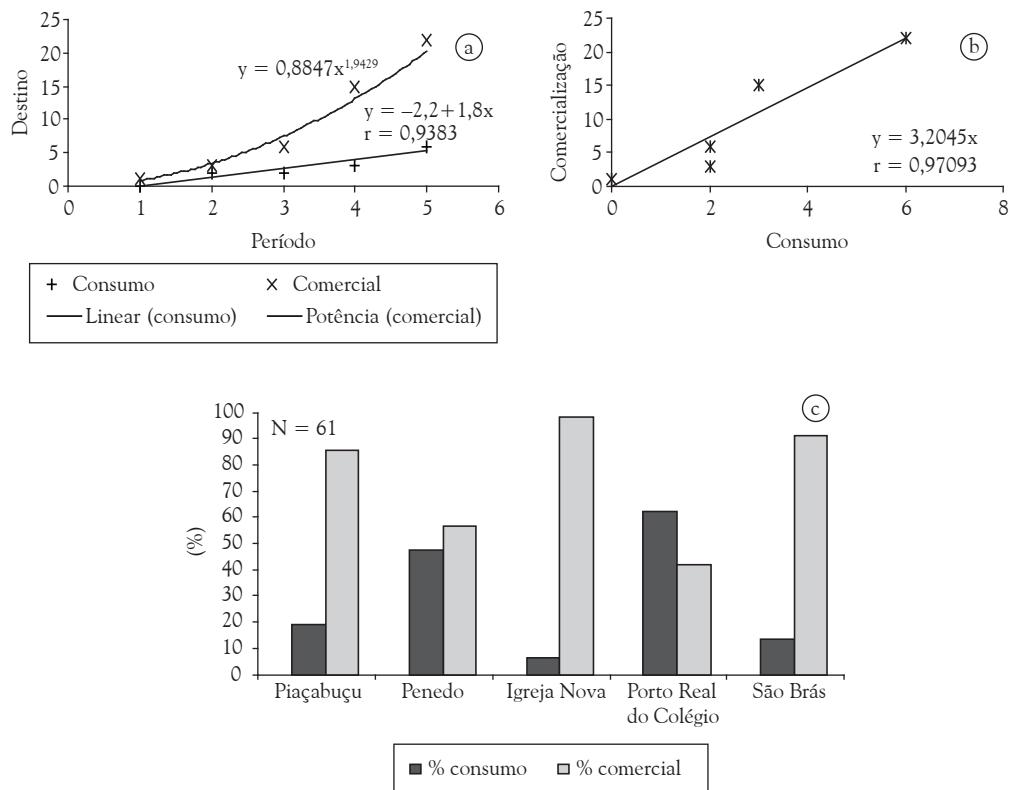 25
20
15
10
5
0
Destino
a
y = 0,8847x^1,9429
y = –2,2+1,8x
r = 0,9383
0 1 2 3 4 5 6
Período
+ Consumo × Comercial
Linear (consumo) Potência (comercial)
25
20
15
10
5
0
Comercialização
b
y = 3,2045x
r = 0,97093
0 2 4 6 8
Consumo
c
N = 61
100
90
80
70
60
50
40
30
20
10
0
(%)
Piaçabuçu Penedo Igreja Nova Porto Real São Brás
do Colégio
% consumo % comercial